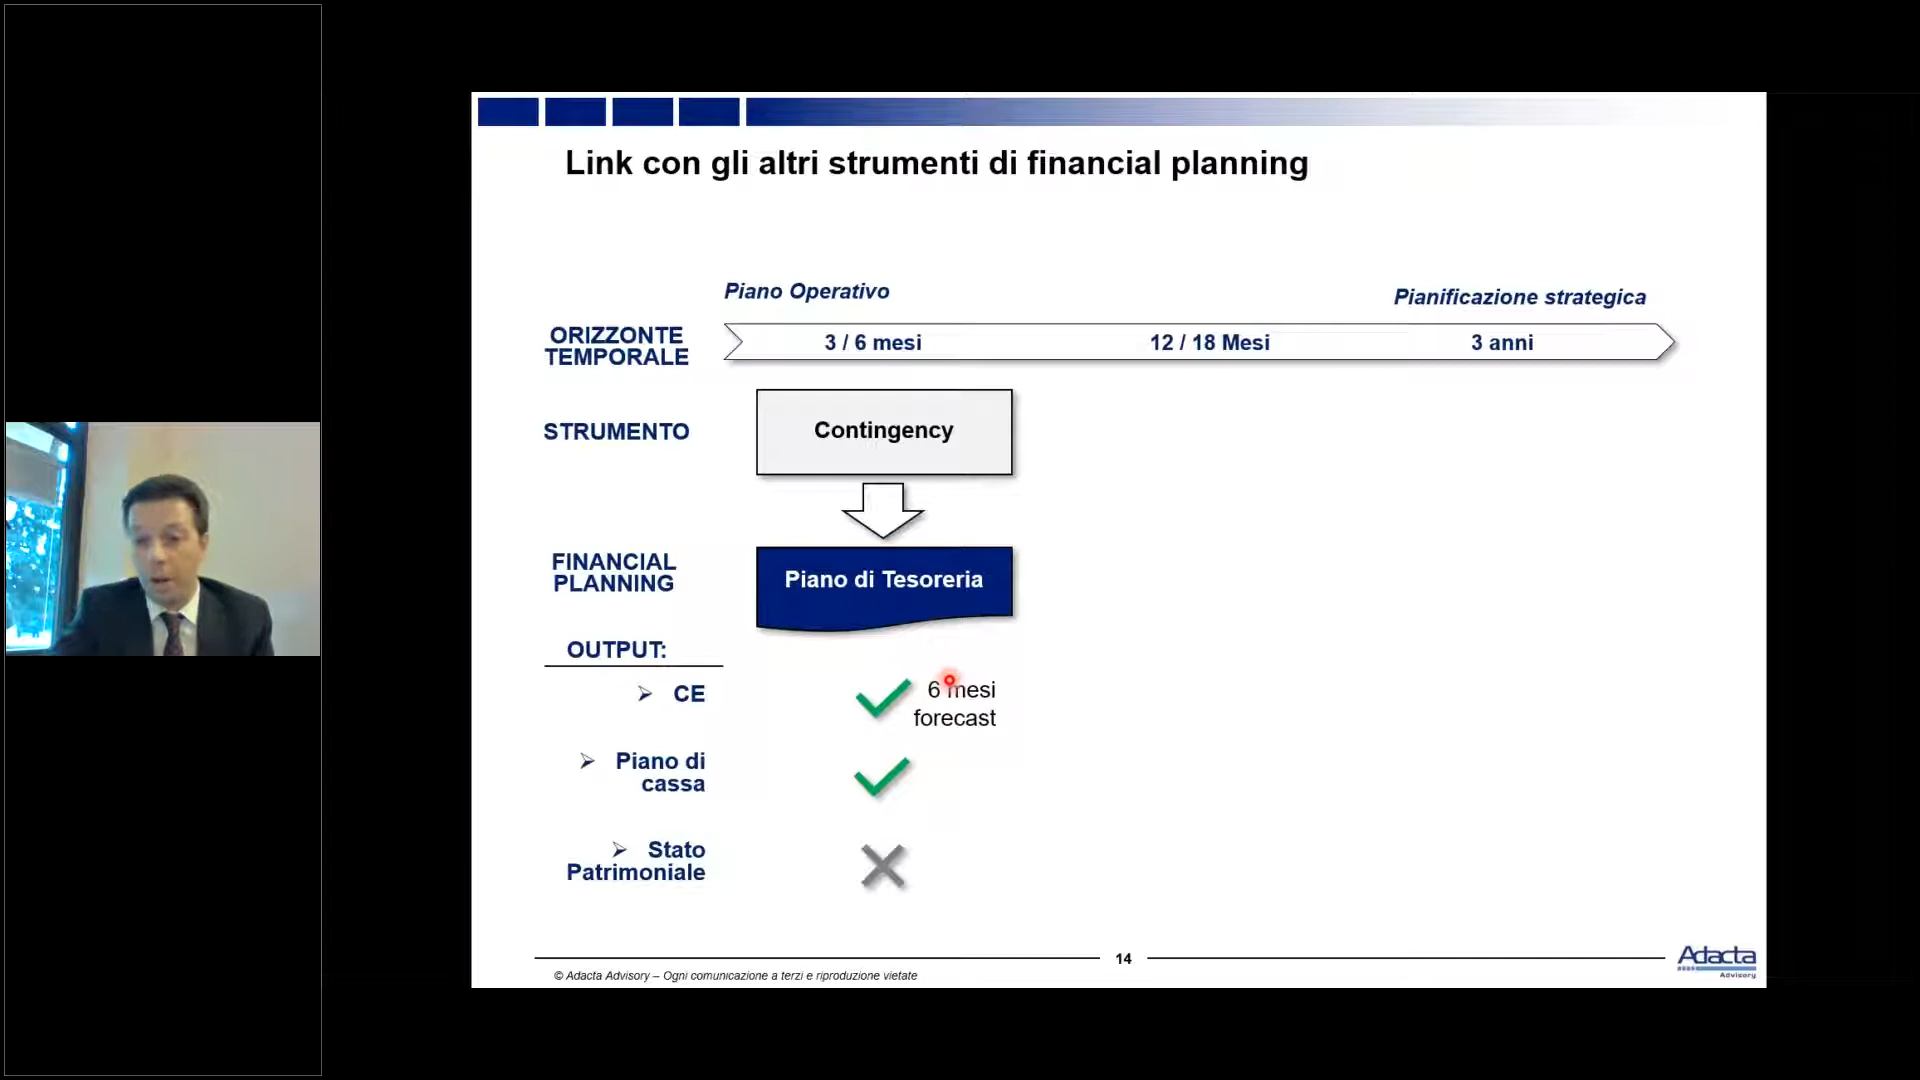 Link con gli altri strumenti di financial planning
Piano Operativo
Pianificazione strategica
ORIZZONTE
TEMPORALE
3 / 6 mesi
12 / 18 Mesi
3 anni
STRUMENTO
Contingency
FINANCIAL
PLANNING
Piano di Tesoreria
OUTPUT:
CE
6 mesi
forecast
Piano di
cassa
Stato
Patrimoniale
14
© Adacta Advisory – Ogni comunicazione a terzi e riproduzione vietate
Adacta
Advisory